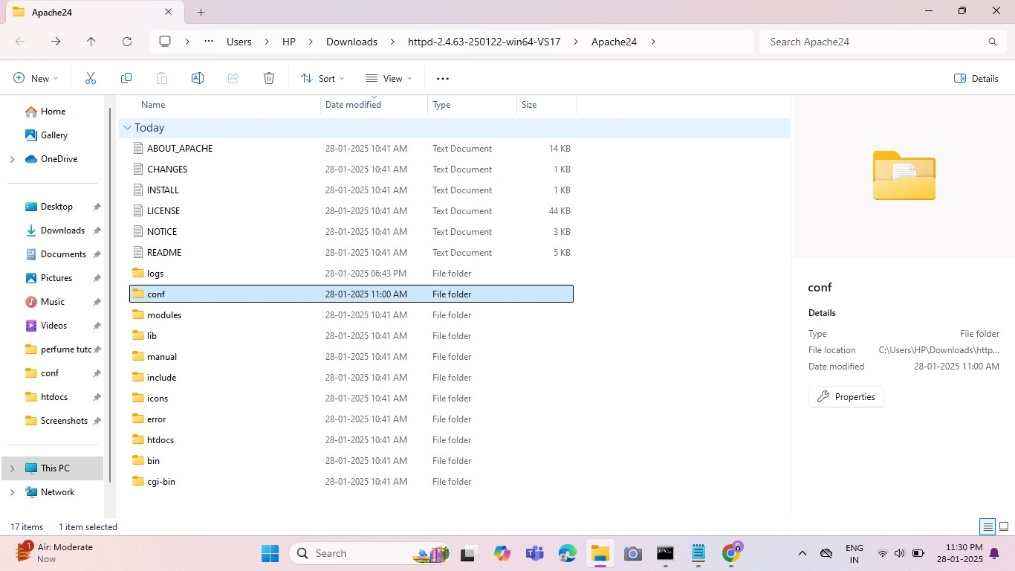 Apache24
Users > HP > Downloads > httpd-2.4.63-250122-win64-VS17 > Apache24 >
Search Apache24
New
Sort
View
Details
Home
Gallery
OneDrive
Desktop
Downloads
Documents
Pictures
Music
Videos
perfume tutc
conf
htdocs
Screenshots
This PC
Network
Name Date modified Type Size
Today
ABOUT_APACHE 28-01-2025 10:41 AM Text Document 14 KB
CHANGES 28-01-2025 10:41 AM Text Document 1 KB
INSTALL 28-01-2025 10:41 AM Text Document 1 KB
LICENSE 28-01-2025 10:41 AM Text Document 44 KB
NOTICE 28-01-2025 10:41 AM Text Document 3 KB
README 28-01-2025 10:41 AM Text Document 5 KB
logs 28-01-2025 06:43 PM File folder
conf 28-01-2025 11:00 AM File folder
modules 28-01-2025 10:41 AM File folder
lib 28-01-2025 10:41 AM File folder
manual 28-01-2025 10:41 AM File folder
include 28-01-2025 10:41 AM File folder
icons 28-01-2025 10:41 AM File folder
error 28-01-2025 10:41 AM File folder
htdocs 28-01-2025 10:41 AM File folder
bin 28-01-2025 10:41 AM File folder
cgi-bin 28-01-2025 10:41 AM File folder
conf
Details
Type File folder
File location C:\Users\HP\Downloads\http...
Date modified 28-01-2025 11:00 AM
Properties
17 items 1 item selected
1
Air: Moderate
Now
Search
ENG
IN
11:30 PM
28-01-2025